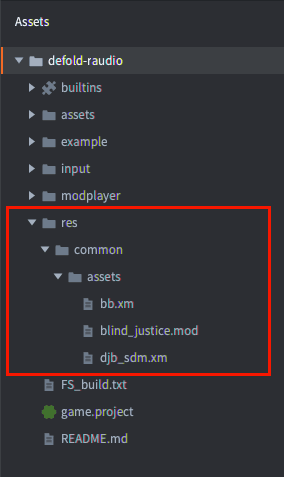 Assets
defold-raudio
builtins
assets
example
input
modplayer
res
common
assets
bb.xm
blind_justice.mod
djb_sdm.xm
FS_build.txt
game.project
README.md